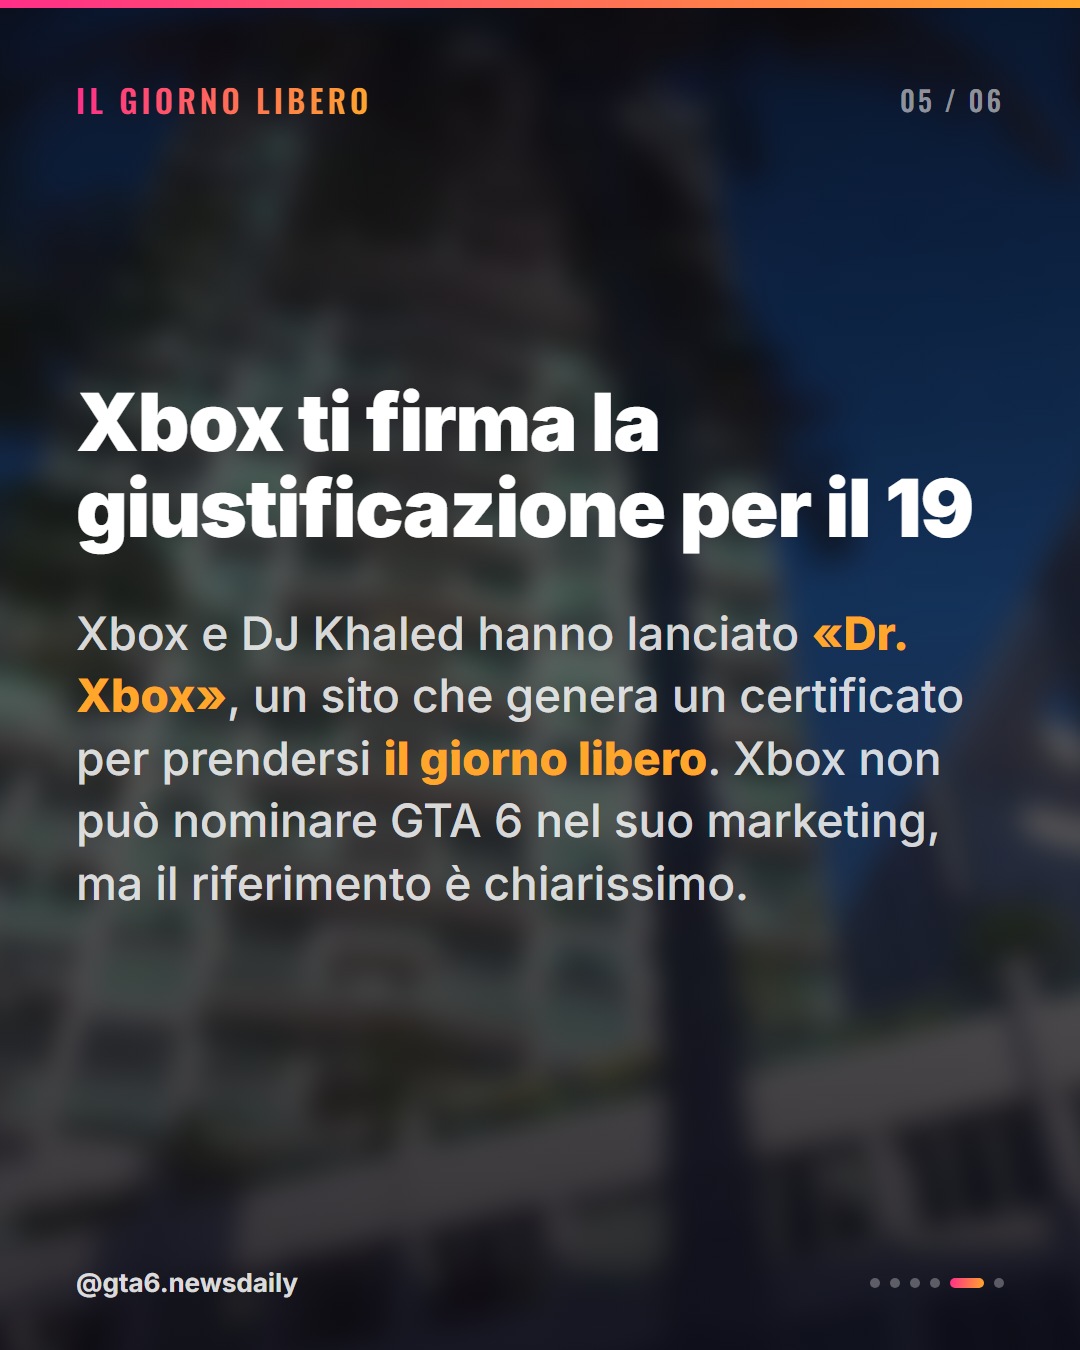 IL GIORNO LIBERO
05 / 06
Xbox ti firma la
giustificazione per il 19
Xbox e DJ Khaled hanno lanciato «Dr.
Xbox», un sito che genera un certificato
per prendersi il giorno libero. Xbox non
può nominare GTA 6 nel suo marketing,
ma il riferimento è chiarissimo.
@gta6.newsdaily